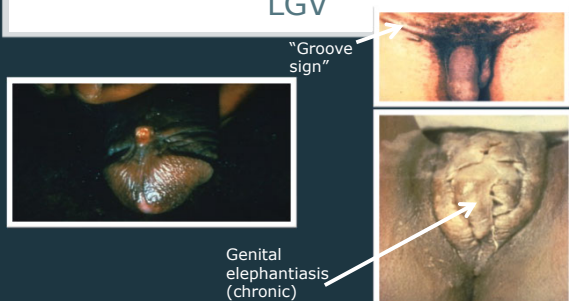 LGV
“Groove
sign”
Genital
elephantiasis
(chronic)